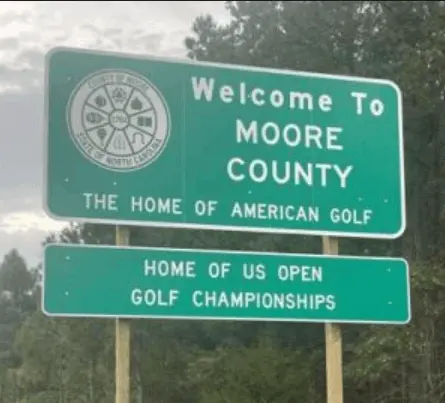 COUNTY OF MOORE
1784
STATE OF NORTH CAROLINA
Welcome To
MOORE
COUNTY
THE HOME OF AMERICAN GOLF
HOME OF US OPEN
GOLF CHAMPIONSHIPS